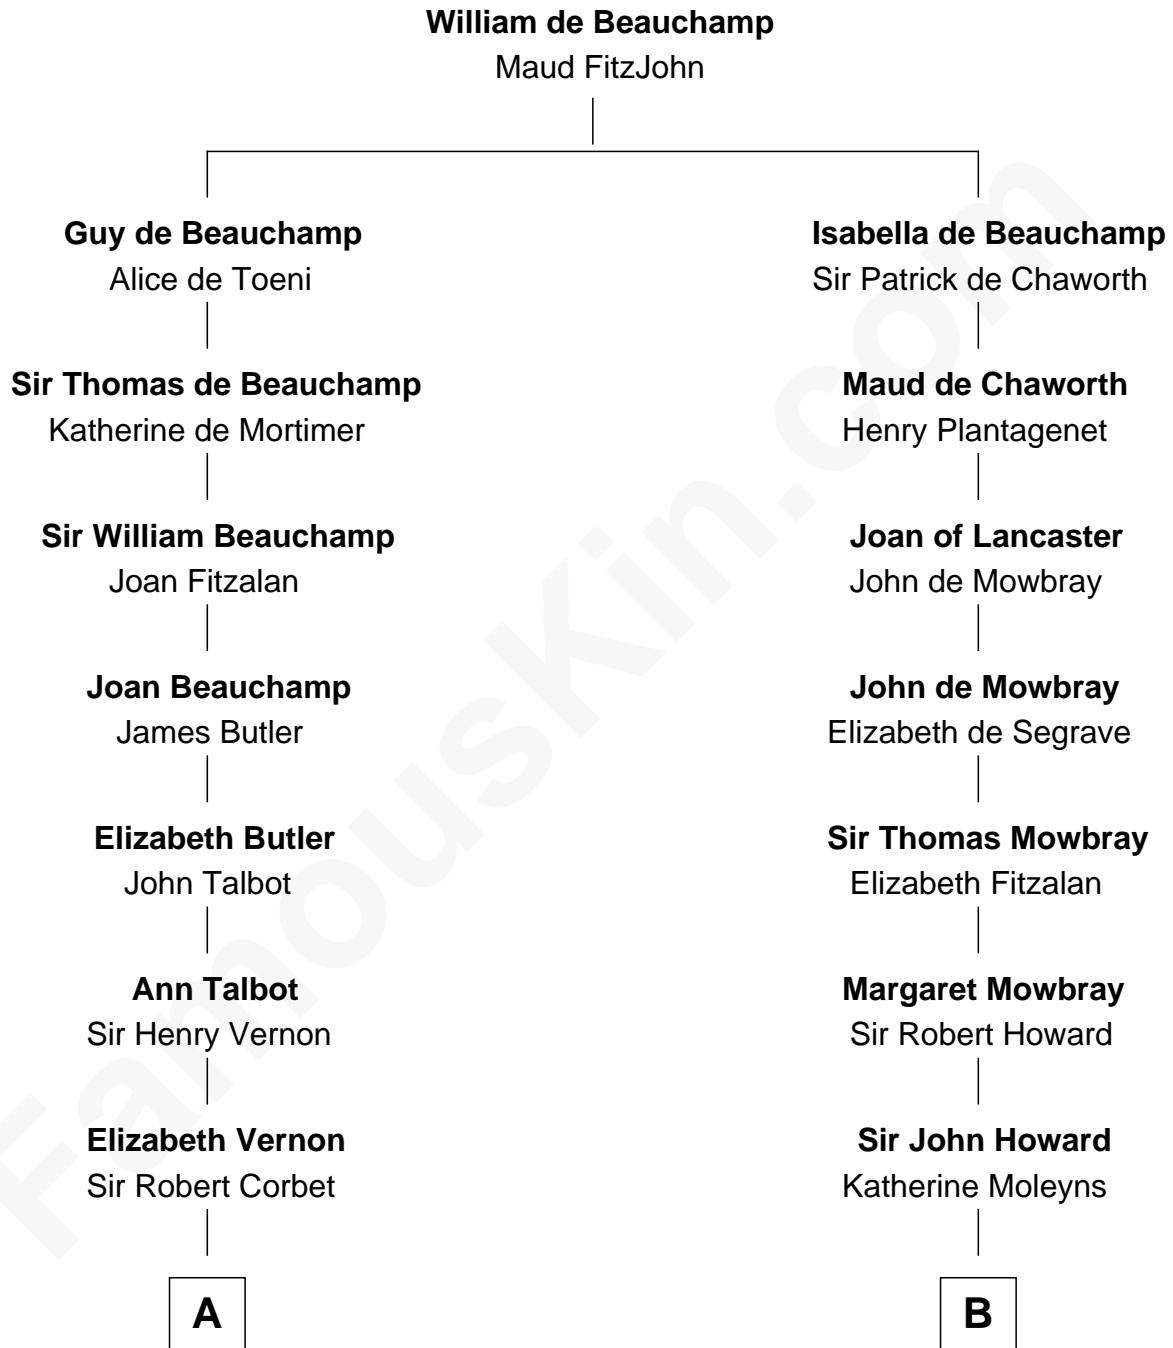 William de Beauchamp
Maud FitzJohn
Guy de Beauchamp
Alice de Toeni
Isabella de Beauchamp
Sir Patrick de Chaworth
Sir Thomas de Beauchamp
Katherine de Mortimer
Maud de Chaworth
Henry Plantagenet
Sir William Beauchamp
Joan Fitzalan
Joan of Lancaster
John de Mowbray
Joan Beauchamp
James Butler
John de Mowbray
Elizabeth de Segrave
Elizabeth Butler
John Talbot
Sir Thomas Mowbray
Elizabeth Fitzalan
Ann Talbot
Sir Henry Vernon
Margaret Mowbray
Sir Robert Howard
Elizabeth Vernon
Sir Robert Corbet
Sir John Howard
Katherine Moleyns
A
B
FamousKin.com